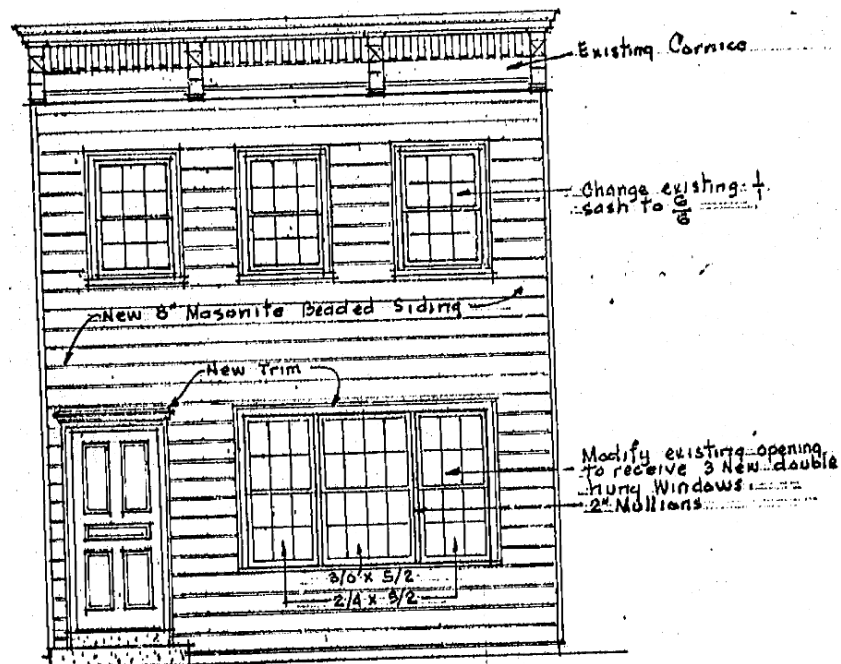 Existing Cornice
Change existing 1/1
sash to 6/6
New 8" Masonite Beaded Siding
New Trim
Modify existing opening
to receive 3 New double
hung Windows
2" Mullions
3/0 x 5/2
2/4 x 5/2